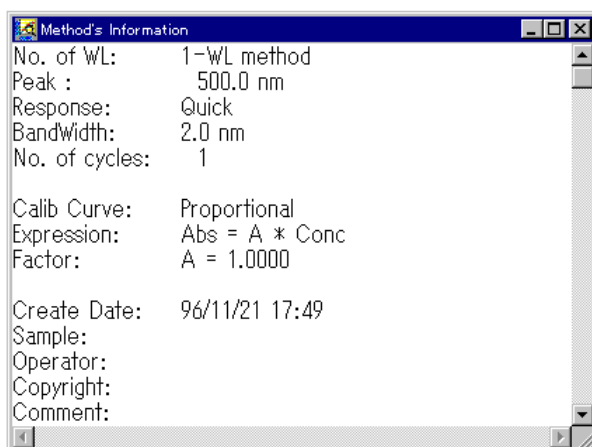 Method's Information
No. of WL: 1-WL method
Peak : 500.0 nm
Response: Quick
BandWidth: 2.0 nm
No. of cycles: 1
Calib Curve: Proportional
Expression: Abs = A * Conc
Factor: A = 1.0000
Create Date: 96/11/21 17:49
Sample:
Operator:
Copyright:
Comment: